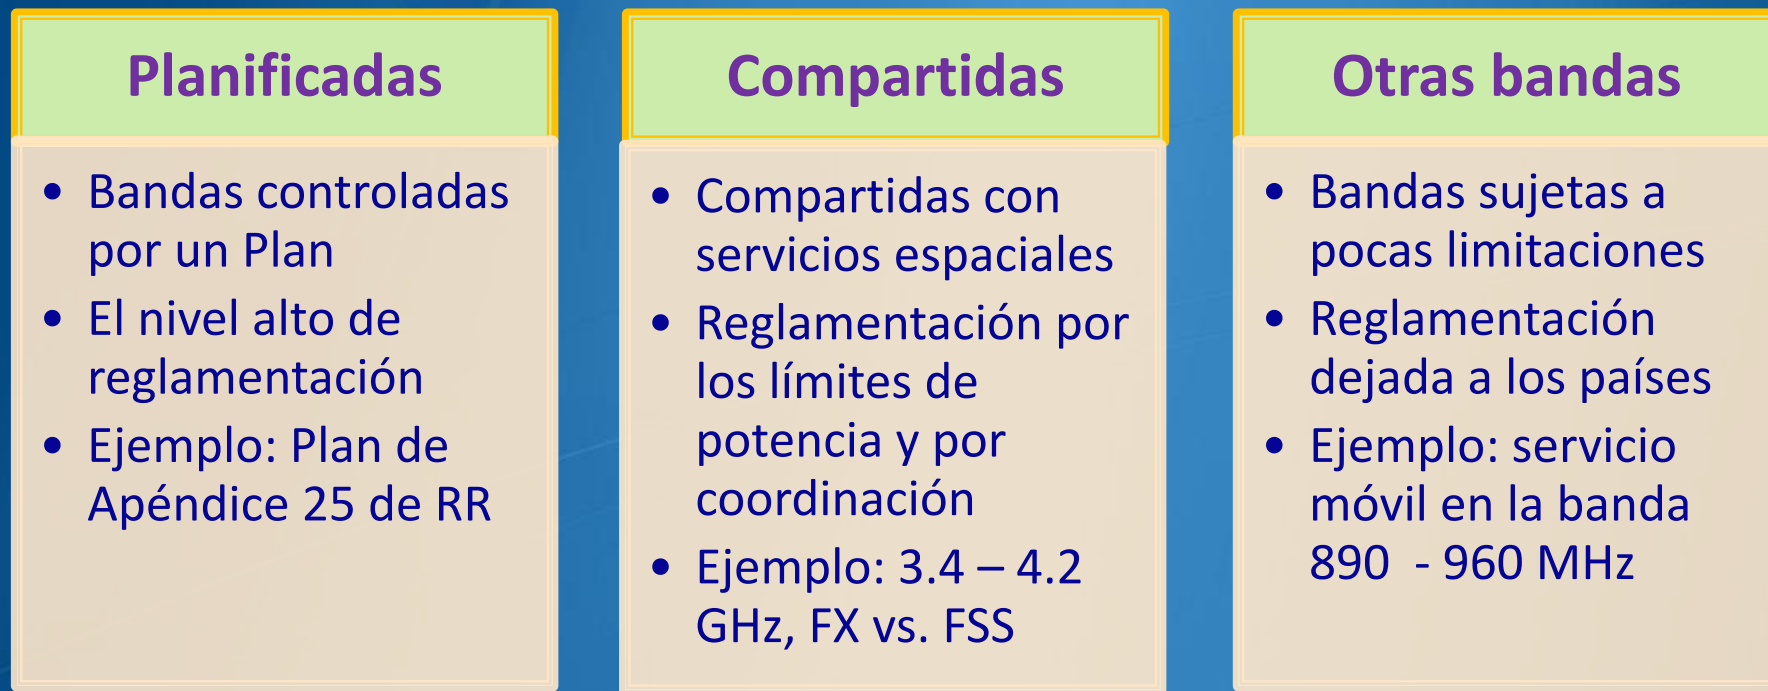 Planificadas
• Bandas controladas
por un Plan
• El nivel alto de
reglamentación
• Ejemplo: Plan de
Apéndice 25 de RR
Compartidas
• Compartidas con
servicios espaciales
• Reglamentación por
los límites de
potencia y por
coordinación
• Ejemplo: 3.4 – 4.2
GHz, FX vs. FSS
Otras bandas
• Bandas sujetas a
pocas limitaciones
• Reglamentación
dejada a los países
• Ejemplo: servicio
móvil en la banda
890  - 960 MHz